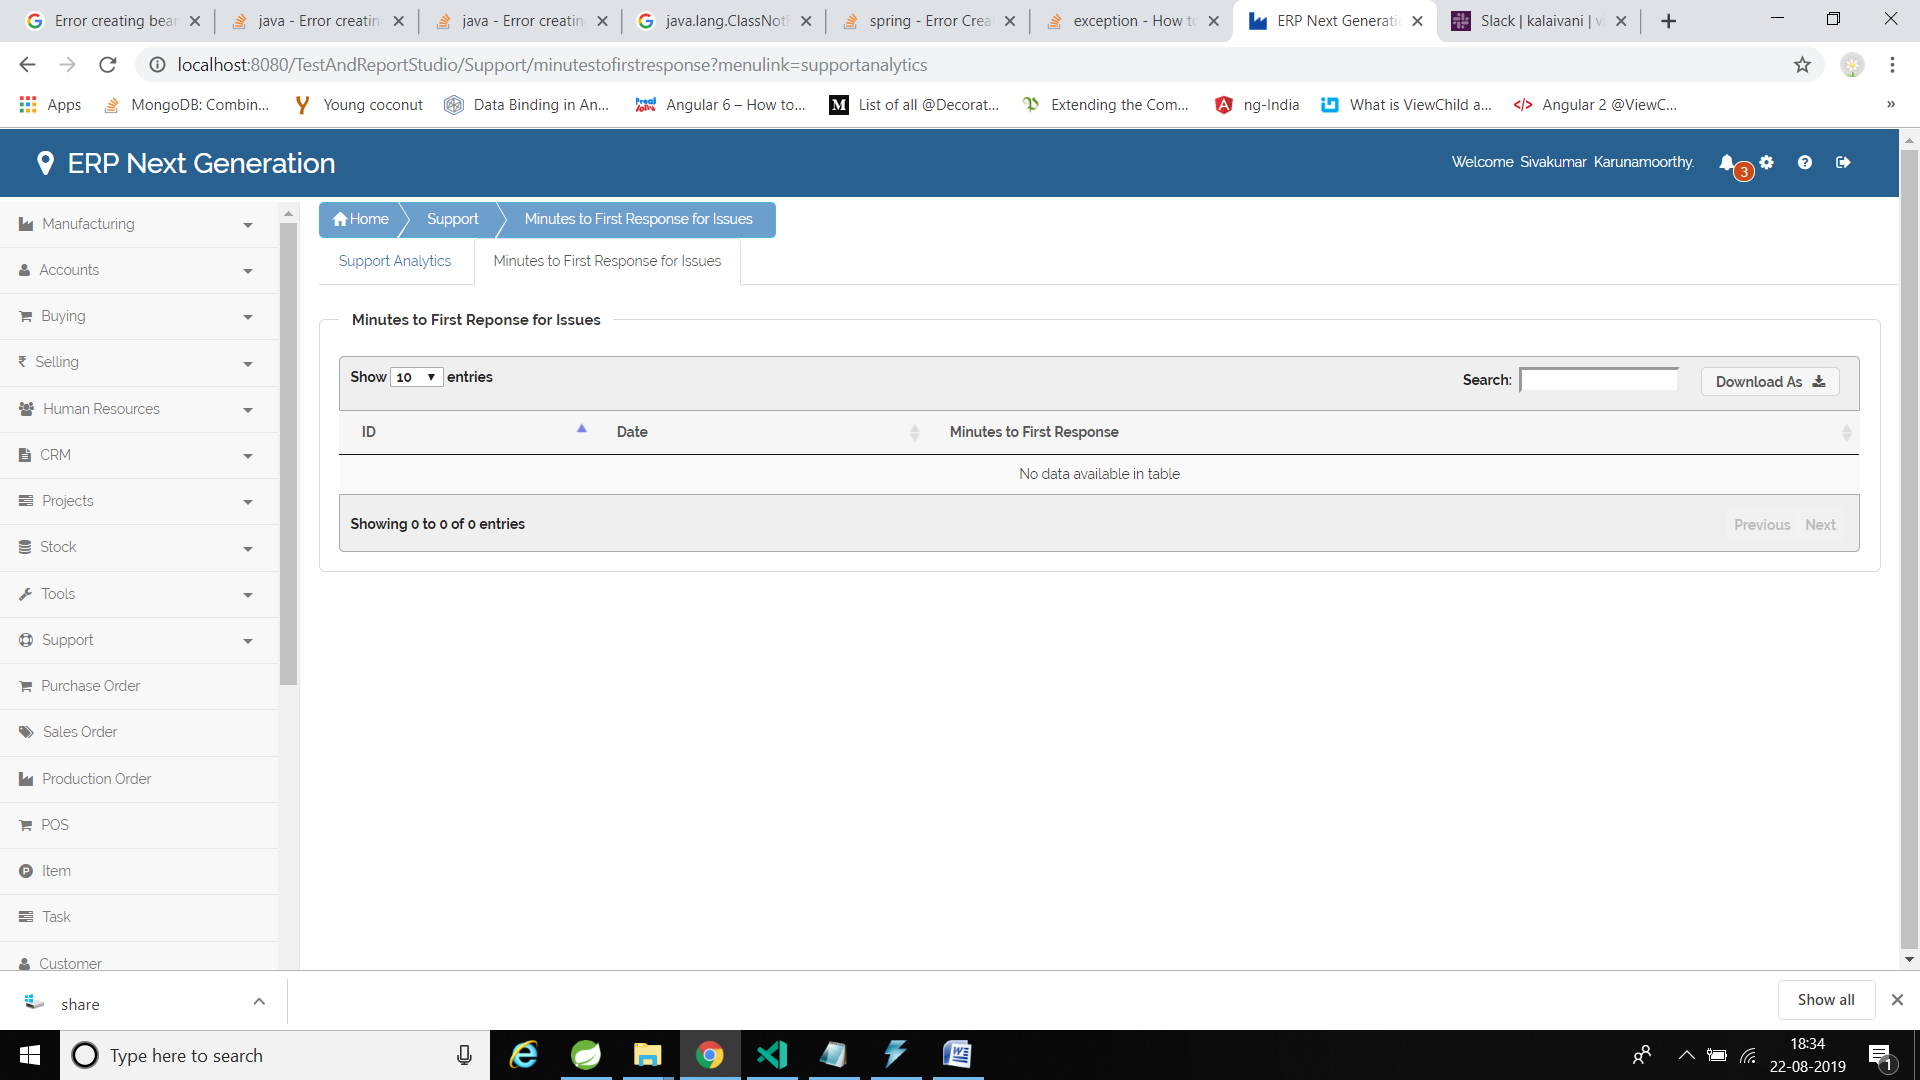 Error creating bear
java - Error creatin
java - Error creatin
java.lang.ClassNotF
spring - Error Crea
exception - How to
ERP Next Generati
Slack | kalaivani | v
localhost:8080/TestAndReportStudio/Support/minutestofirstresponse?menulink=supportanalytics
Apps
MongoDB: Combin...
Young coconut
Data Binding in An...
Angular 6 – How to...
List of all @Decorat...
Extending the Com...
ng-India
What is ViewChild a...
Angular 2 @ViewC...
»
ERP Next Generation
Welcome Sivakumar Karunamoorthy.
3
Manufacturing
Accounts
Buying
₹ Selling
Human Resources
CRM
Projects
Stock
Tools
Support
Purchase Order
Sales Order
Production Order
POS
Item
Task
Customer
Home
Support
Minutes to First Response for Issues
Support Analytics
Minutes to First Response for Issues
Minutes to First Reponse for Issues
Show 10 entries
Search:
Download As
ID
Date
Minutes to First Response
No data available in table
Showing 0 to 0 of 0 entries
Previous Next
share
Show all
Type here to search
18:34
22-08-2019
1